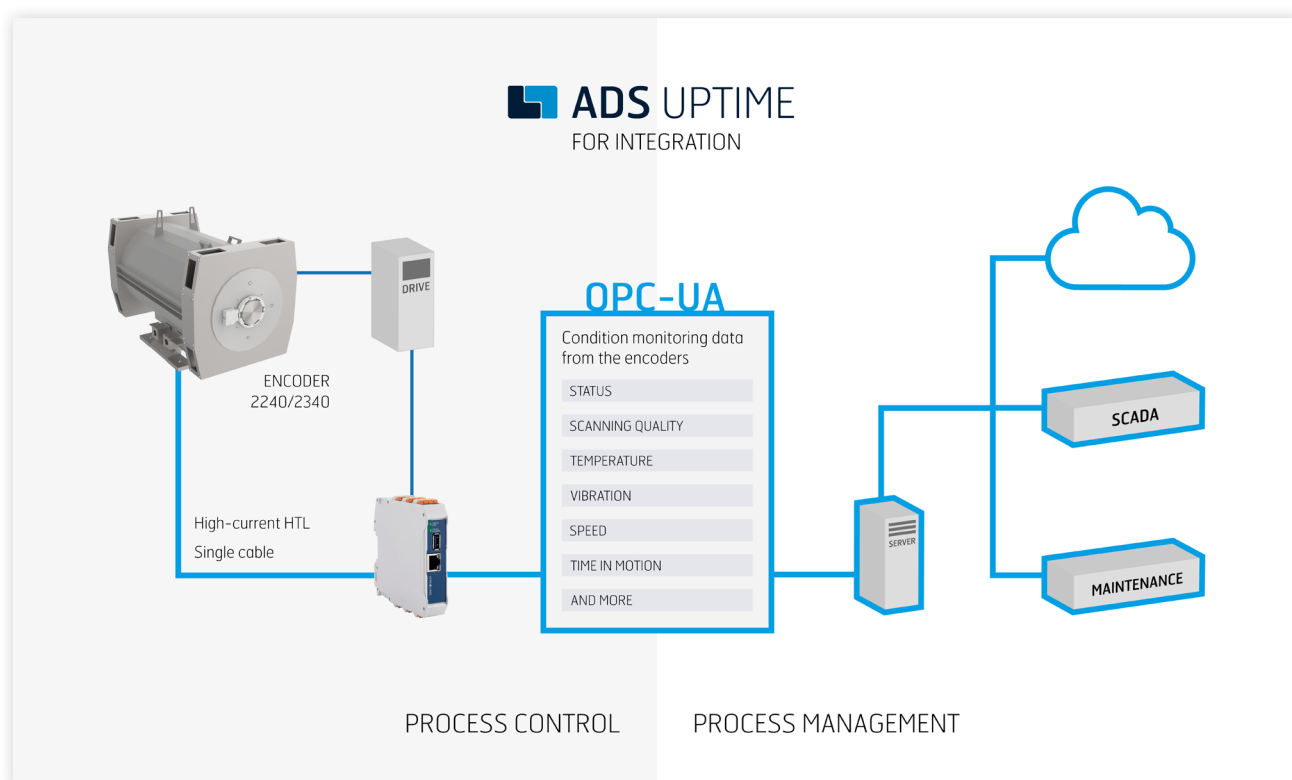 ADS UPTIME
FOR INTEGRATION
DRIVE
ENCODER
2240/2340
High-current HTL
Single cable
OPC-UA
Condition monitoring data
from the encoders
STATUS
SCANNING QUALITY
TEMPERATURE
VIBRATION
SPEED
TIME IN MOTION
AND MORE
SERVER
SCADA
MAINTENANCE
PROCESS CONTROL
PROCESS MANAGEMENT